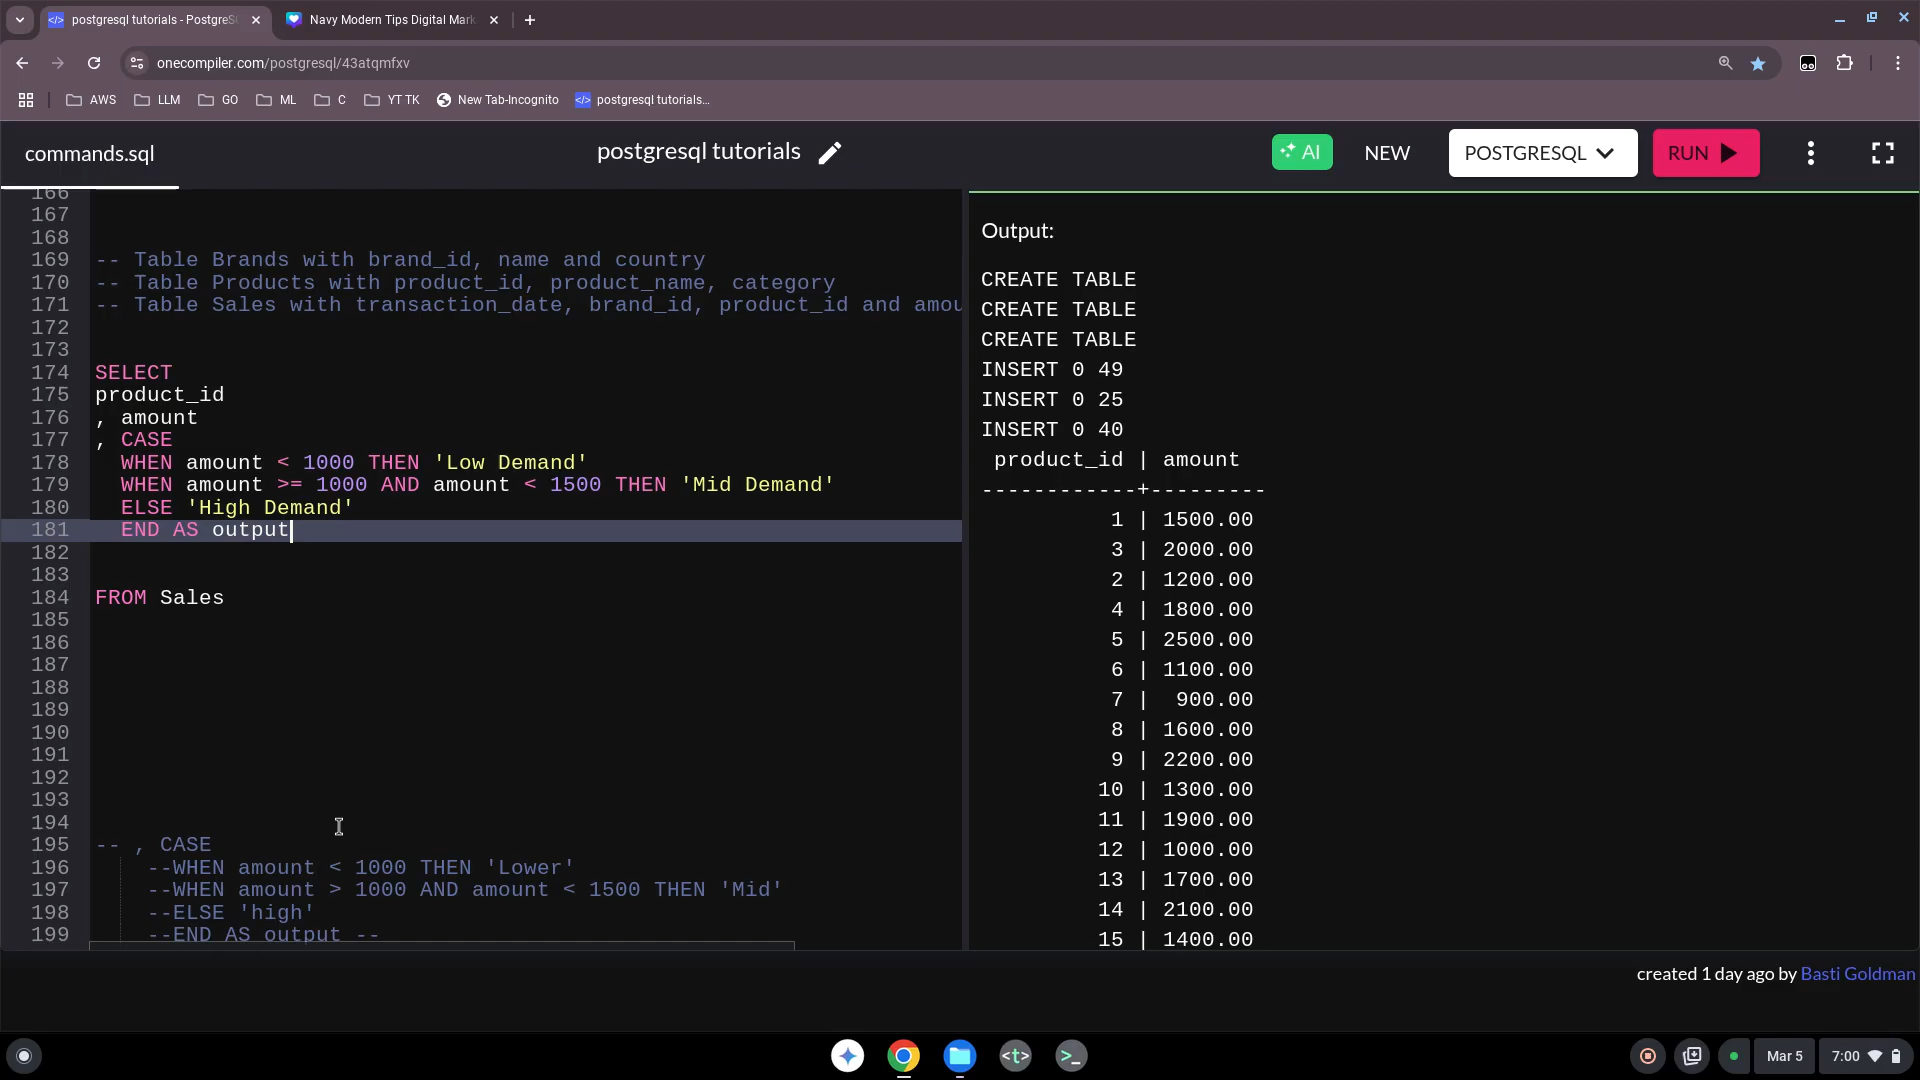 postgresql tutorials - PostgreS
Navy Modern Tips Digital Mark
onecompiler.com/postgresql/43atqmfxv
AWS
LLM
GO
ML
C
YT TK
New Tab-Incognito
postgresql tutorials...
commands.sql
postgresql tutorials
AI
NEW
POSTGRESQL
RUN
166
167
168
169 -- Table Brands with brand_id, name and country
170 -- Table Products with product_id, product_name, category
171 -- Table Sales with transaction_date, brand_id, product_id and amou
172
173
174 SELECT
175 product_id
176 , amount
177 , CASE
178 WHEN amount < 1000 THEN 'Low Demand'
179 WHEN amount >= 1000 AND amount < 1500 THEN 'Mid Demand'
180 ELSE 'High Demand'
181 END AS output
182
183
184 FROM Sales
185
186
187
188
189
190
191
192
193
194
195 -- , CASE
196 --WHEN amount < 1000 THEN 'Lower'
197 --WHEN amount > 1000 AND amount < 1500 THEN 'Mid'
198 --ELSE 'high'
199 --END AS output --
Output:
CREATE TABLE
CREATE TABLE
CREATE TABLE
INSERT 0 49
INSERT 0 25
INSERT 0 40
product_id | amount
------------+---------
1 | 1500.00
3 | 2000.00
2 | 1200.00
4 | 1800.00
5 | 2500.00
6 | 1100.00
7 | 900.00
8 | 1600.00
9 | 2200.00
10 | 1300.00
11 | 1900.00
12 | 1000.00
13 | 1700.00
14 | 2100.00
15 | 1400.00
created 1 day ago by Basti Goldman
<t>
>_
Mar 5
7:00